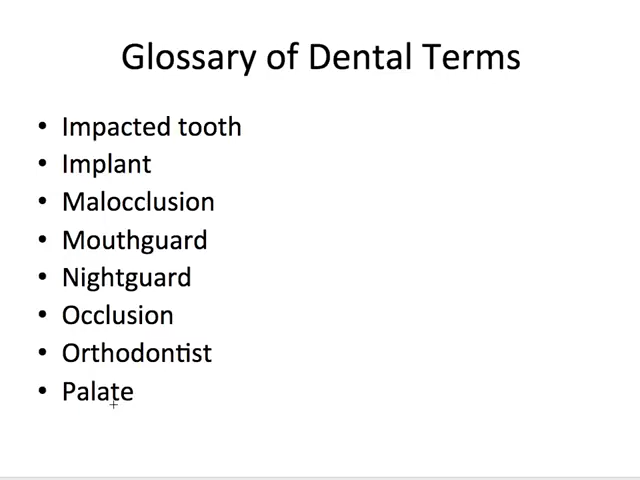 Glossary of Dental Terms
• Impacted tooth
• Implant
• Malocclusion
• Mouthguard
• Nightguard
• Occlusion
• Orthodontist
• Palate